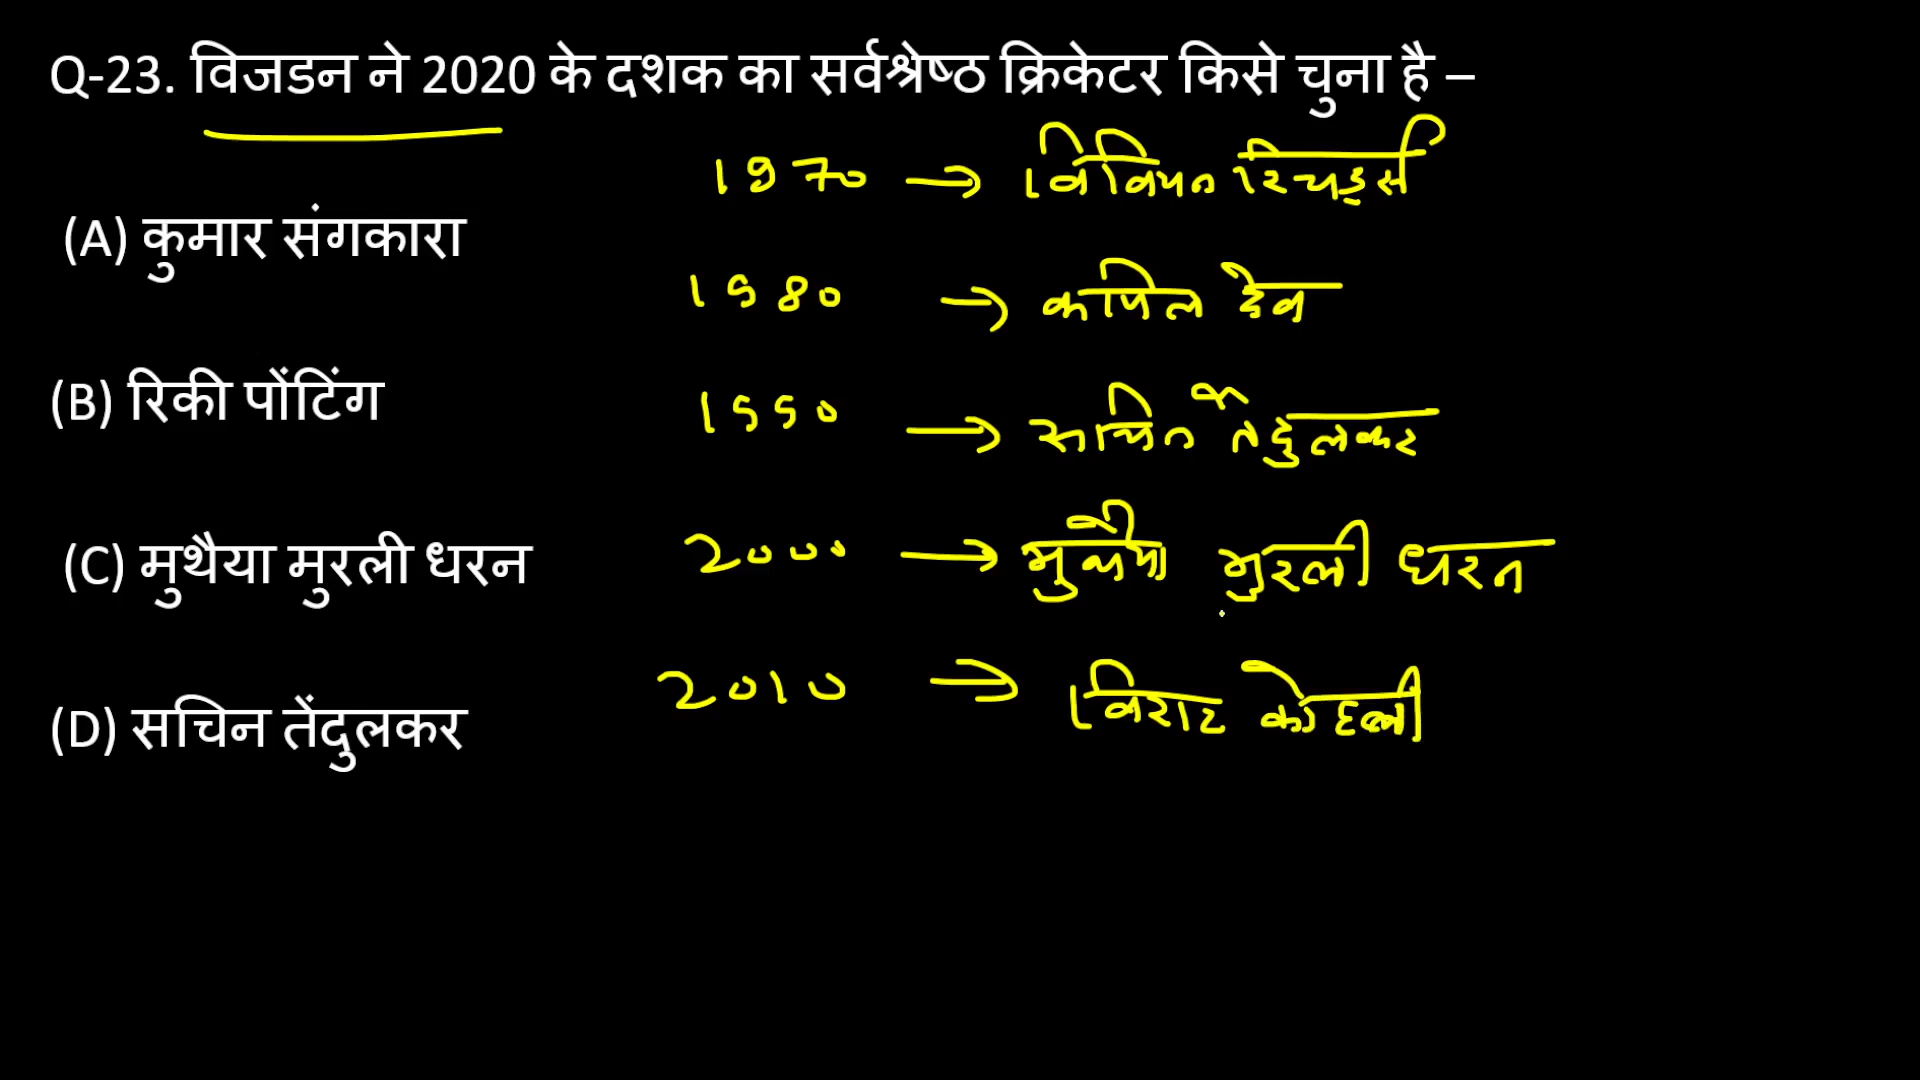 Q-23. विजडन ने 2020 के दशक का सर्वश्रेष्ठ क्रिकेटर किसे चुना है –
1970 → विवियन रिचर्ड्स
(A) कुमार संगकारा
1980 → कपिल देव
(B) रिकी पोंटिंग
1990 → सचिन तेंदुलकर
(C) मुथैया मुरली धरन
2000 → मुथैया मुरली धरन
(D) सचिन तेंदुलकर
2010 → विराट कोहली